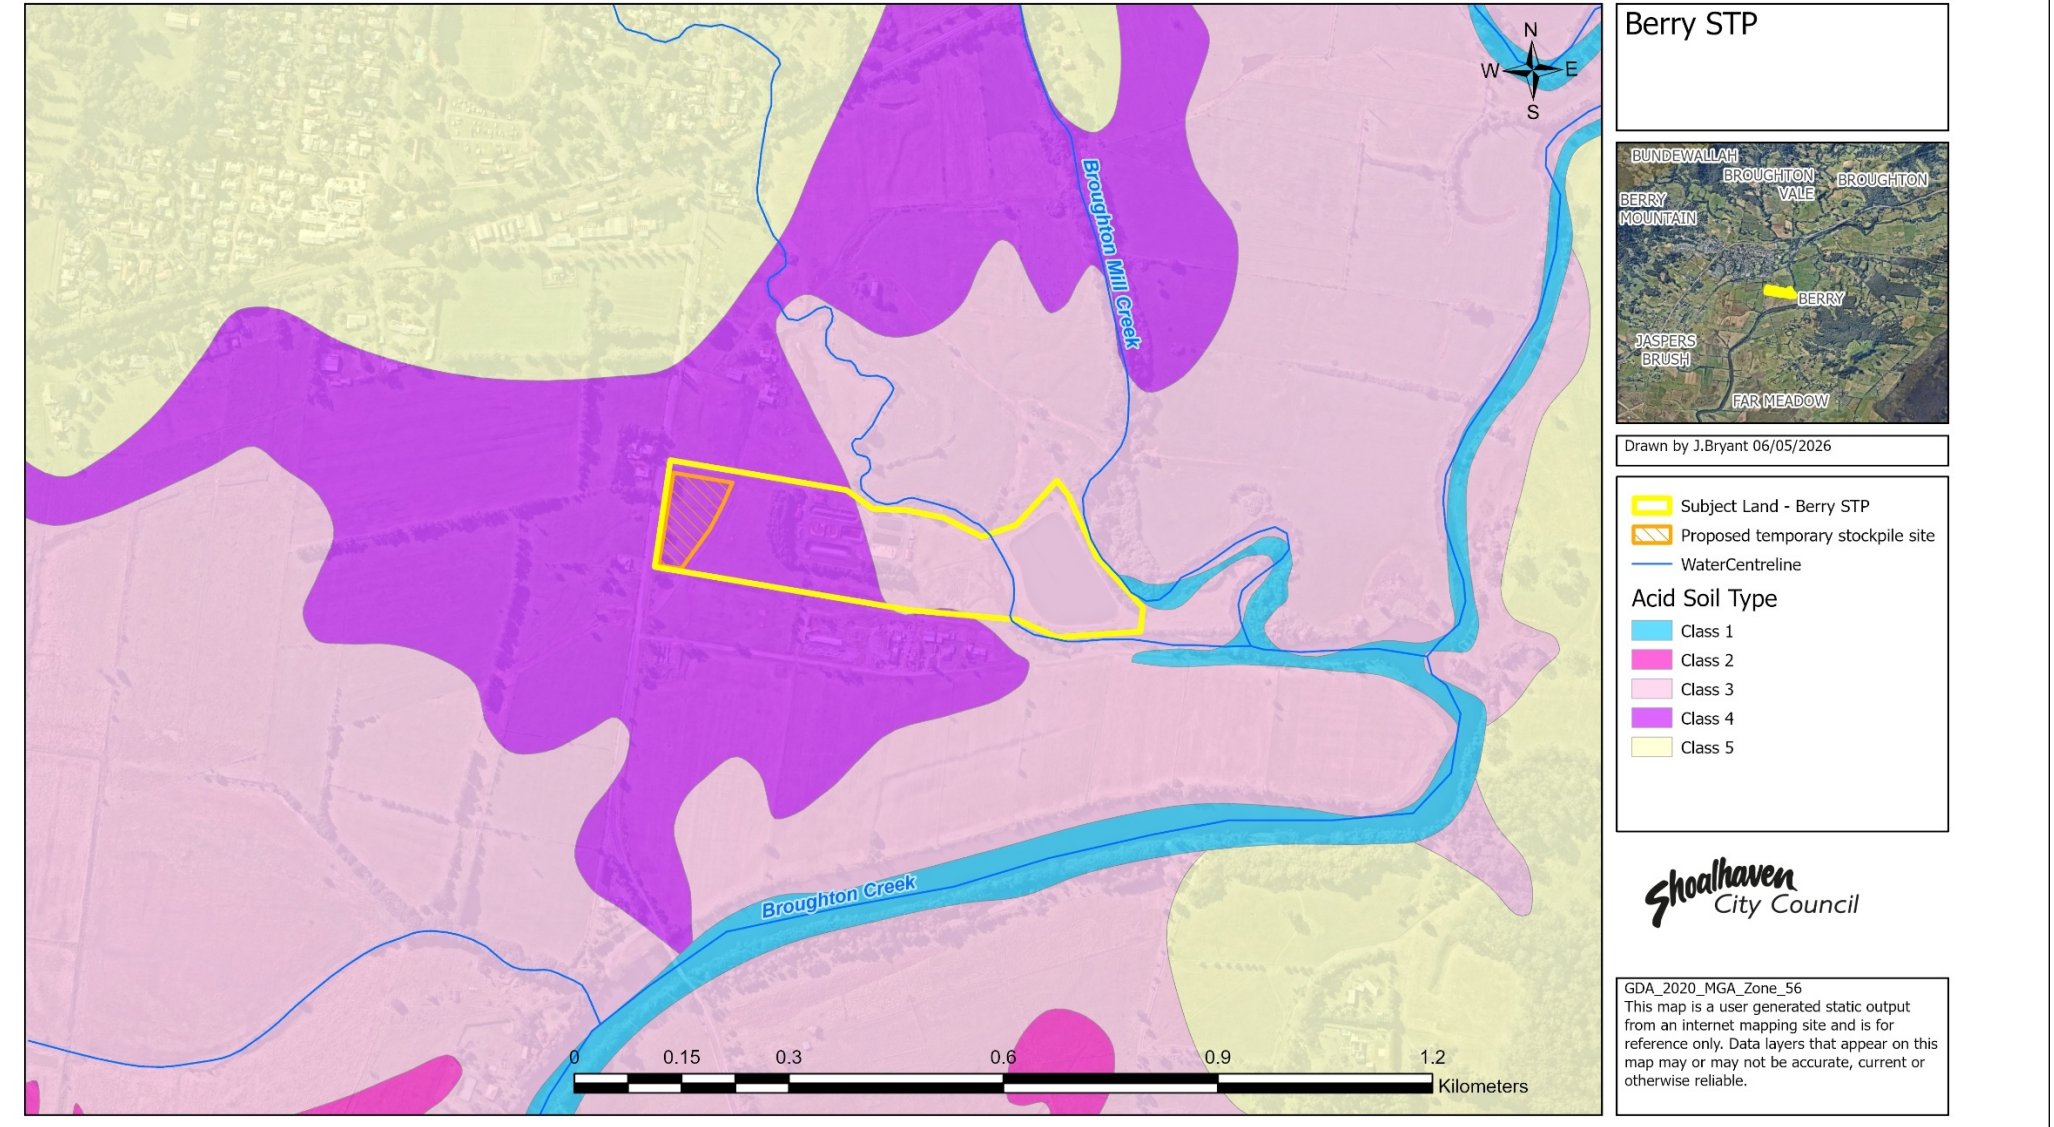 Berry STP
N
W
E
S
BUNDEWALLAH
BROUGHTON
VALE
BROUGHTON
BERRY
MOUNTAIN
BERRY
JASPERS
BRUSH
FAR MEADOW
Drawn by J.Bryant 06/05/2026
Subject Land - Berry STP
Proposed temporary stockpile site
WaterCentreline
Acid Soil Type
Class 1
Class 2
Class 3
Class 4
Class 5
Shoalhaven
City Council
GDA_2020_MGA_Zone_56
This map is a user generated static output
from an internet mapping site and is for
reference only. Data layers that appear on this
map may or may not be accurate, current or
otherwise reliable.
Broughton Mill Creek
Broughton Creek
0 0.15 0.3 0.6 0.9 1.2
Kilometers